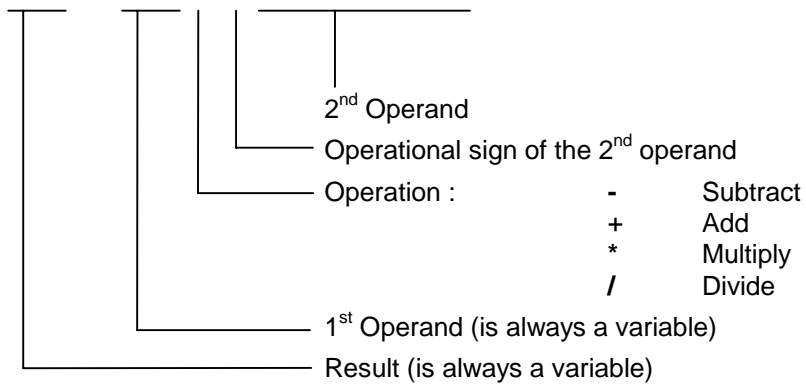 2nd Operand
Operational sign of the 2nd operand
Operation : - Subtract
+ Add
* Multiply
/ Divide
1st Operand (is always a variable)
Result (is always a variable)